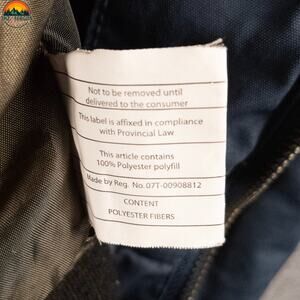 Not to be removed until
delivered to the consumer
This label is affixed in compliance
with Provincial Law
This article contains
100% Polyester polyfill
Made by Reg. No. 07T-00908812
CONTENT
POLYESTER FIBERS